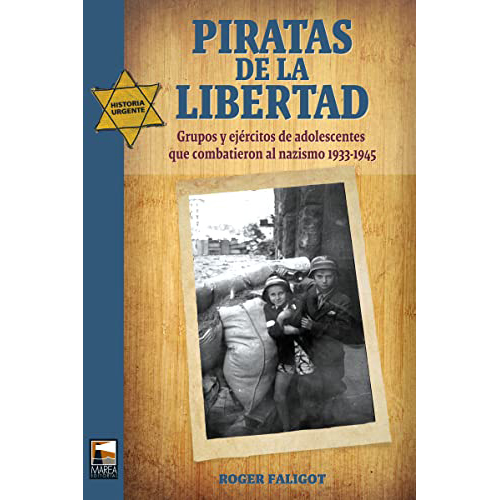 PIRATAS
DE LA
LIBERTAD
HISTORIA
URGENTE
Grupos y ejércitos de adolescentes
que combatieron al nazismo 1933-1945
MAREA
EDITORIAL
ROGER FALIGOT